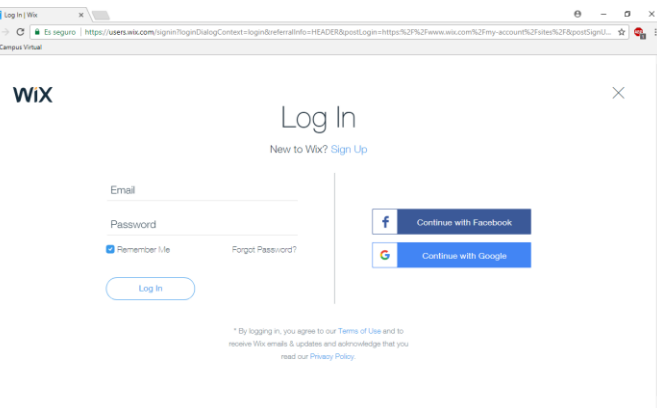 Log In | Wix
Es seguro | https://users.wix.com/signin?loginDialogContext=login&referralInfo=HEADER&postLogin=https:%2F%2Fwww.wix.com%2Fmy-account%2Fsites%2F&postSignU...
Campus Virtual
WiX
Log In
New to Wix? Sign Up
Email
Password
Remember Me
Forgot Password?
Log In
f Continue with Facebook
G Continue with Google
* By logging in, you agree to our Terms of Use and to
receive Wix emails & updates and acknowledge that you
read our Privacy Policy.